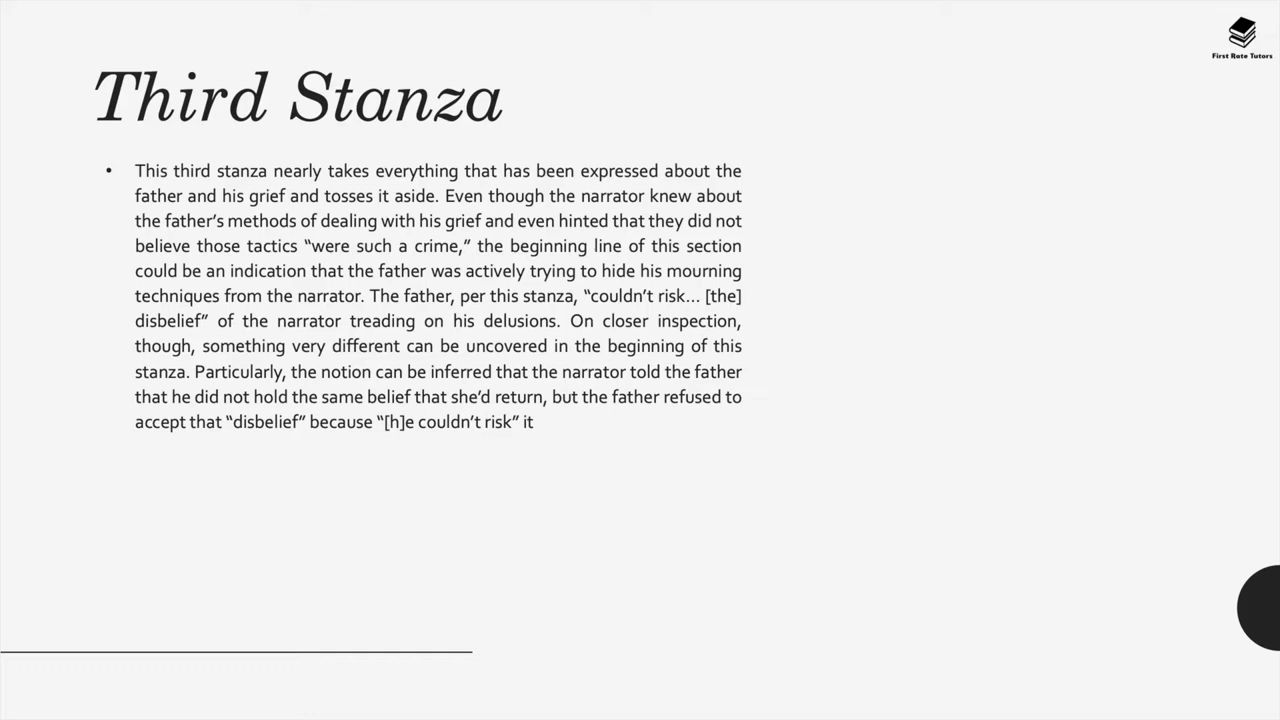 First Rate Tutors
Third Stanza
• This third stanza nearly takes everything that has been expressed about the
father and his grief and tosses it aside. Even though the narrator knew about
the father’s methods of dealing with his grief and even hinted that they did not
believe those tactics “were such a crime,” the beginning line of this section
could be an indication that the father was actively trying to hide his mourning
techniques from the narrator. The father, per this stanza, “couldn’t risk... [the]
disbelief” of the narrator treading on his delusions. On closer inspection,
though, something very different can be uncovered in the beginning of this
stanza. Particularly, the notion can be inferred that the narrator told the father
that he did not hold the same belief that she’d return, but the father refused to
accept that “disbelief” because “[h]e couldn’t risk” it